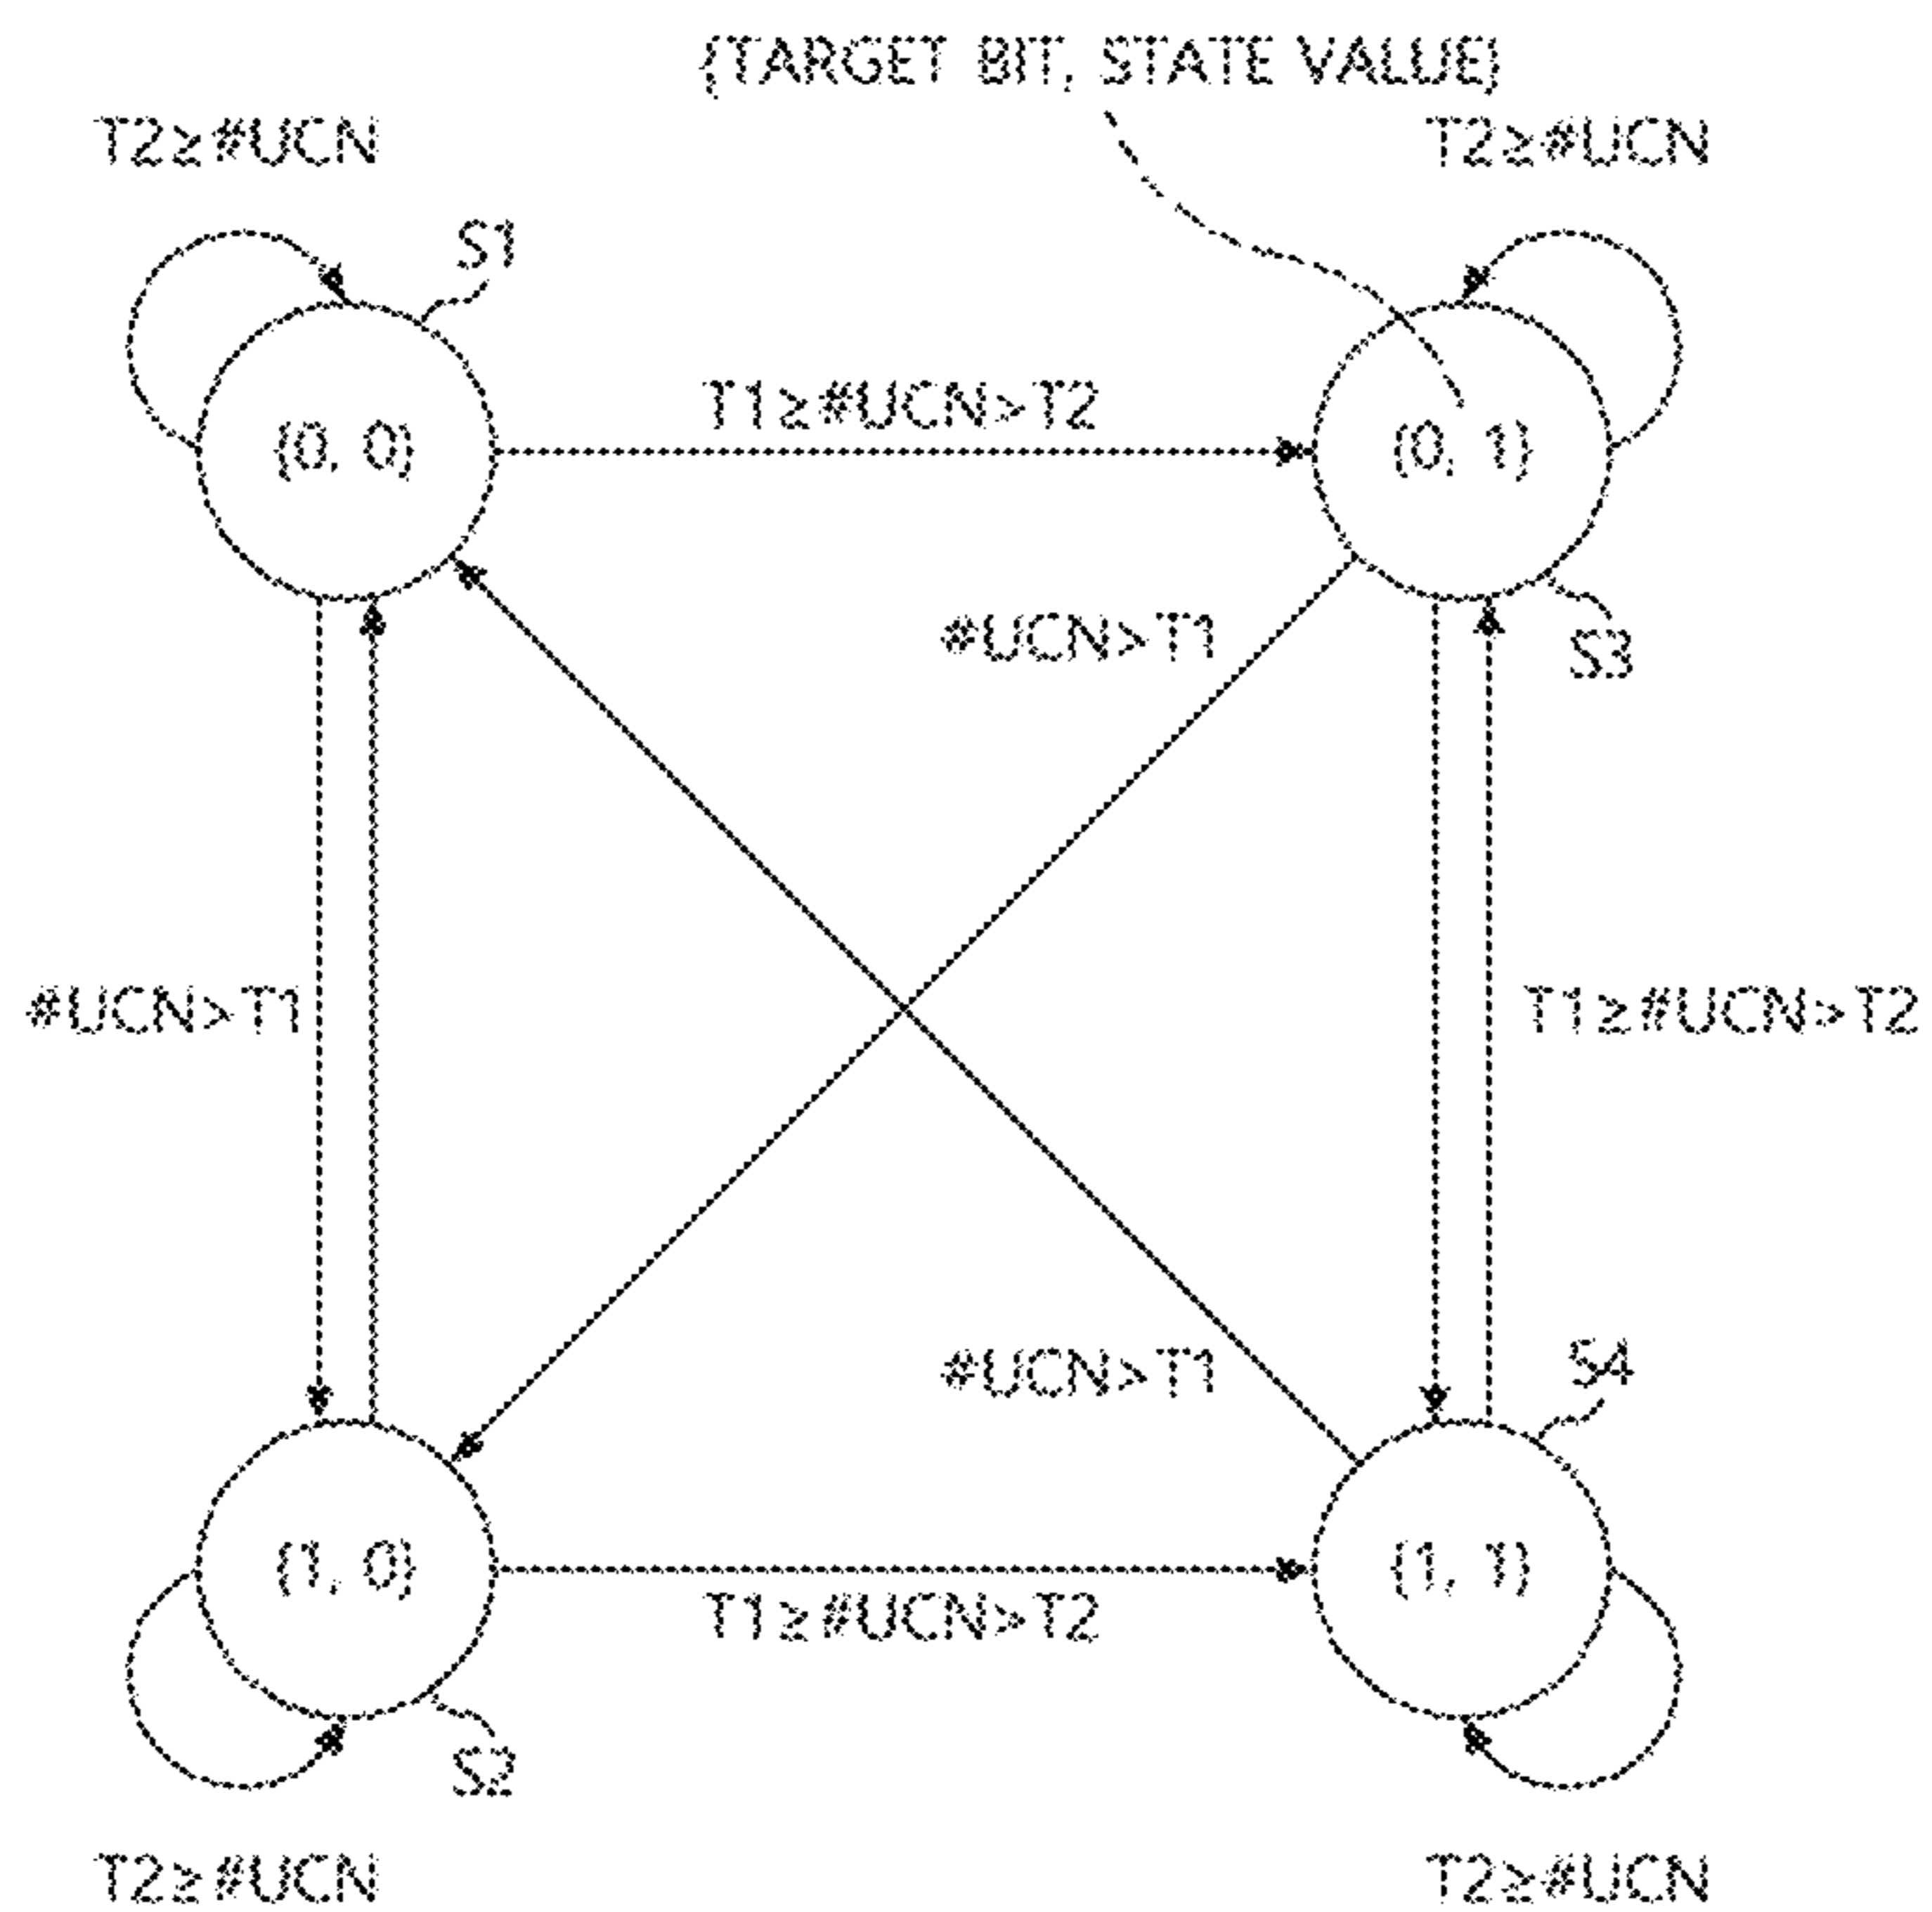 (TARGET BIT, STATE VALUE)
T2≥#UCN
T2≥#UCN
S1
T1≥#UCN>T2
(0, 0)
(0, 1)
#UCN>T1
S3
#UCN>T1
T1≥#UCN>T2
#UCN>T1
S4
(1, 0)
(1, 1)
T1≥#UCN>T2
S2
T2≥#UCN
T2≥#UCN